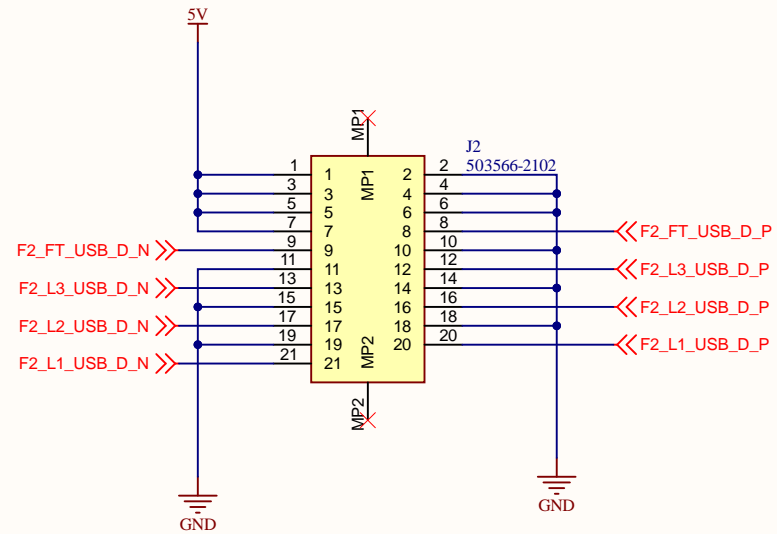 5V
MP1
J2
503566-2102
1 1 MP1 2 2
3 3 4 4
5 5 6 6
7 7 8 8 F2_FT_USB_D_P
F2_FT_USB_D_N 9 9 10 10
11 11 12 12 F2_L3_USB_D_P
F2_L3_USB_D_N 13 13 14 14
15 15 16 16 F2_L2_USB_D_P
F2_L2_USB_D_N 17 17 18 18
19 19 MP2 20 20 F2_L1_USB_D_P
F2_L1_USB_D_N 21 21
MP2
GND
GND